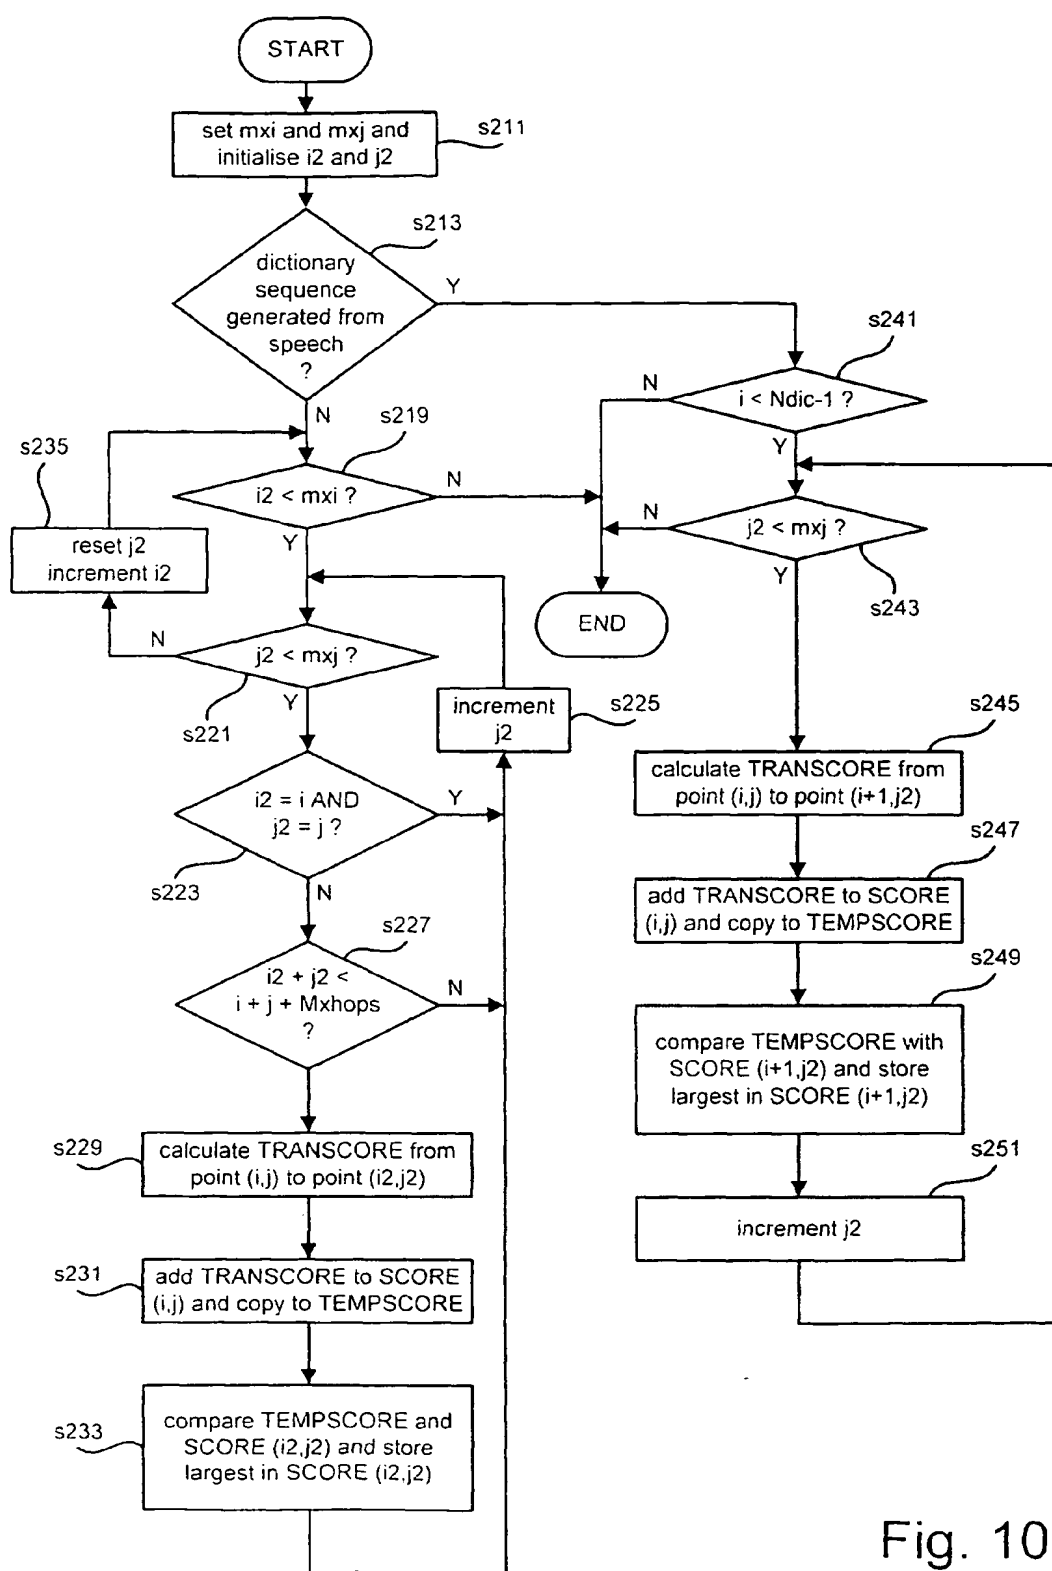 START
set mxi and mxj and
initialise i2 and j2
s211
s213
dictionary
sequence
generated from
speech
?
Y
N
s241
i < Ndic-1 ?
N
Y
s219
i2 < mxi ?
N
Y
s235
reset j2
increment i2
j2 < mxj ?
N
Y
s243
END
j2 < mxj ?
N
Y
s221
increment
j2
s225
i2 = i AND
j2 = j ?
Y
N
s223
s227
i2 + j2 <
i + j + Mxhops
?
N
s229
calculate TRANSCORE from
point (i,j) to point (i2,j2)
s231
add TRANSCORE to SCORE
(i,j) and copy to TEMPSCORE
s233
compare TEMPSCORE and
SCORE (i2,j2) and store
largest in SCORE (i2,j2)
s245
calculate TRANSCORE from
point (i,j) to point (i+1,j2)
s247
add TRANSCORE to SCORE
(i,j) and copy to TEMPSCORE
s249
compare TEMPSCORE with
SCORE (i+1,j2) and store
largest in SCORE (i+1,j2)
s251
increment j2
Fig. 10